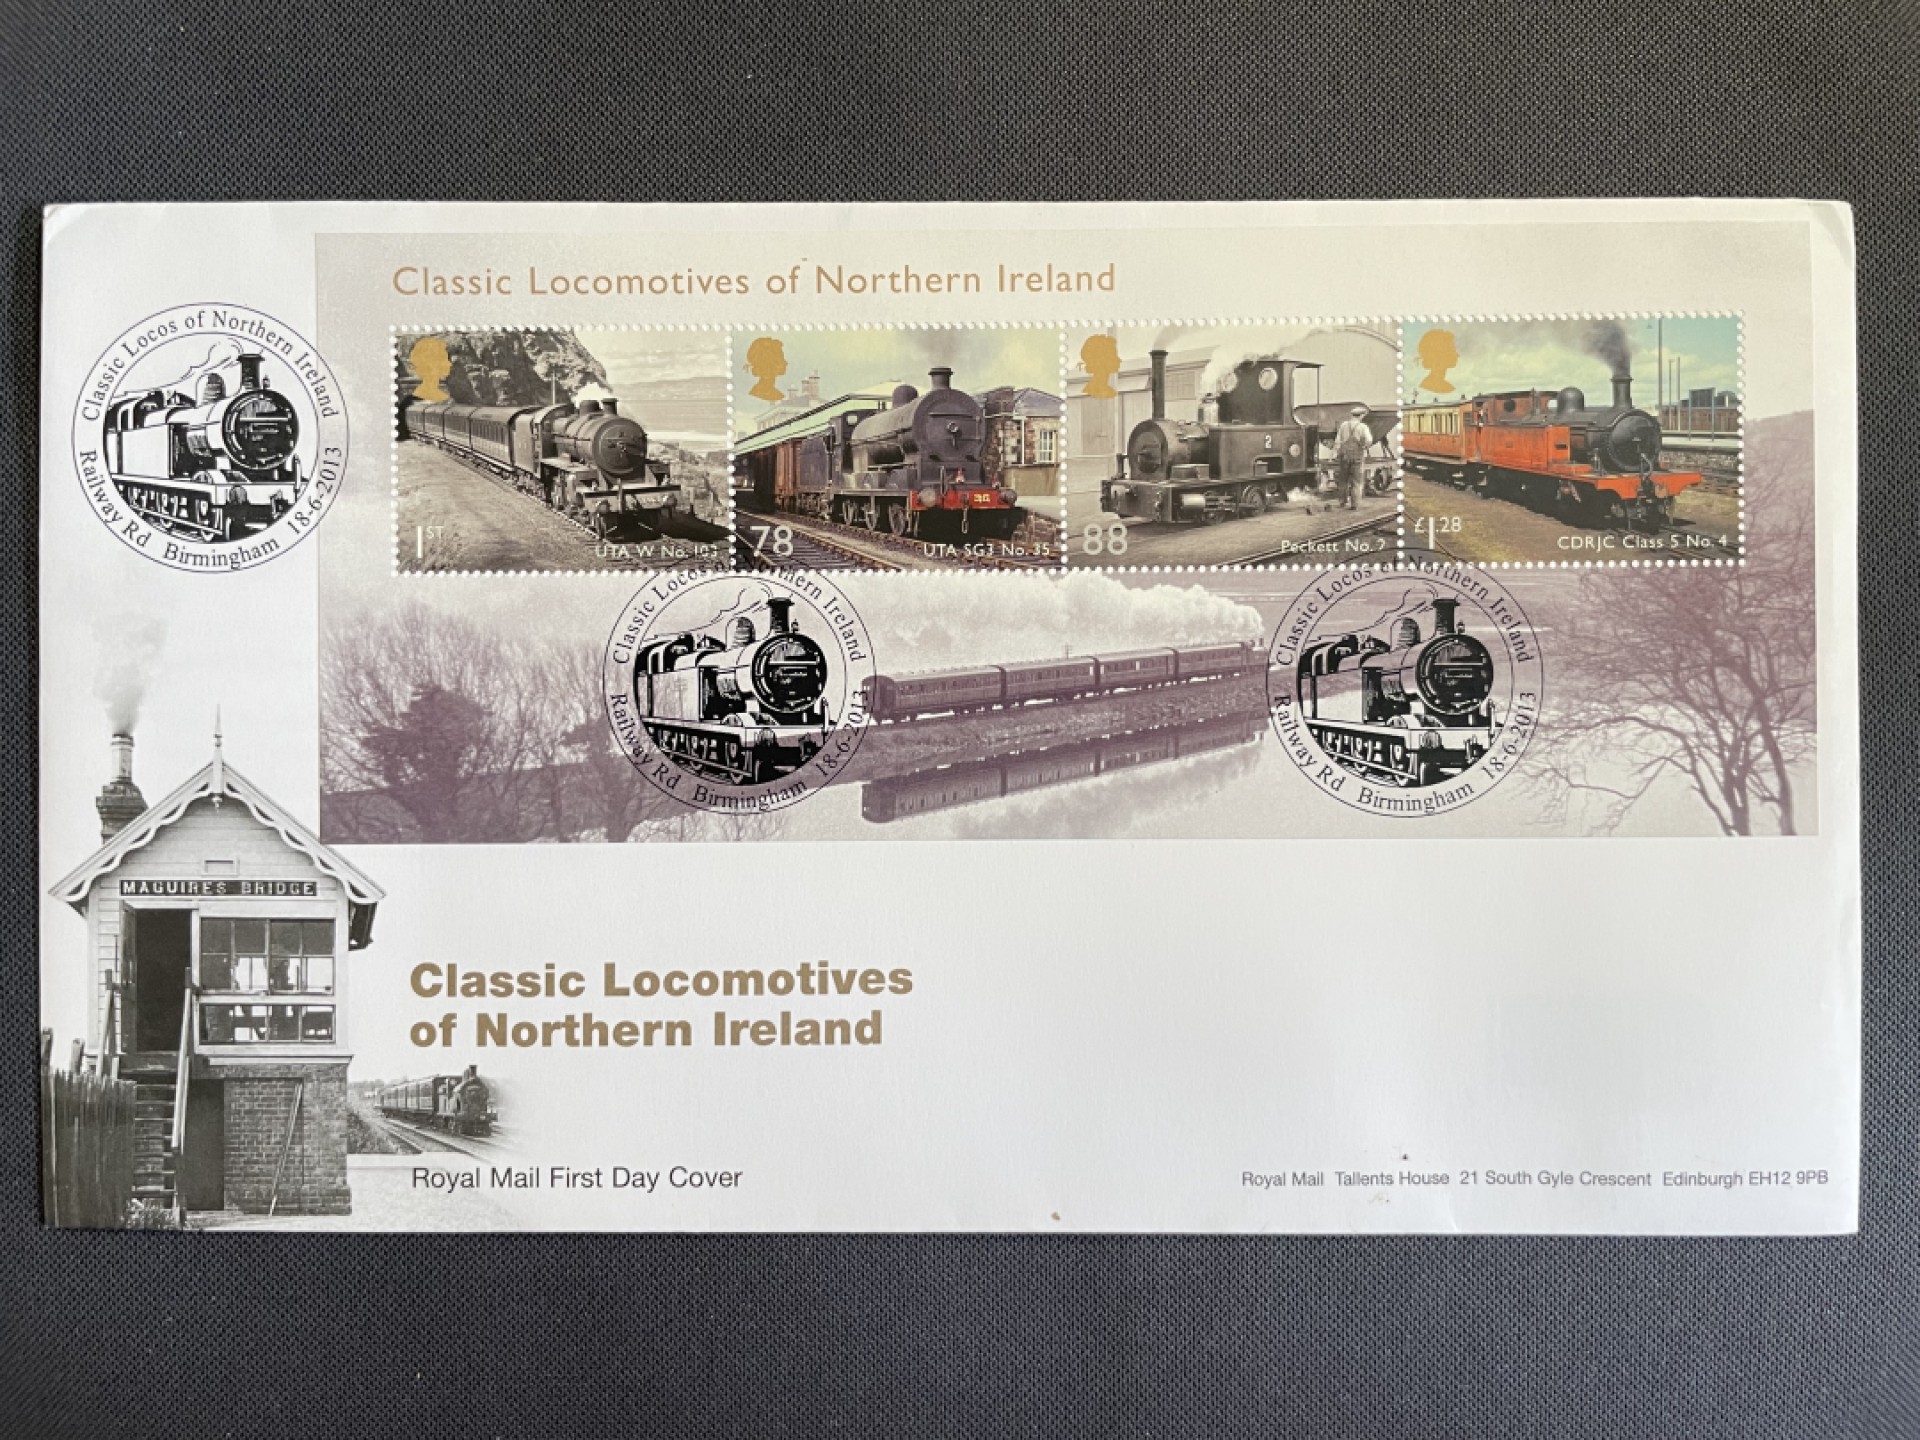 Classic Locomotives of Northern Ireland
Classic Locos of Northern Ireland
Railway Rd Birmingham 18-6-2013
1ST
UTA W No. 103
78
35
UTA SG3 No. 35
88
2
Peckett No. 2
£1.28
CDRJC Class 5 No. 4
Classic Locos of Northern Ireland
Railway Rd Birmingham 18-6-2013
Classic Locos of Northern Ireland
Railway Rd Birmingham 18-6-2013
MAGUIRES BRIDGE
Classic Locomotives
of Northern Ireland
Royal Mail First Day Cover
Royal Mail Tallents House 21 South Gyle Crescent Edinburgh EH12 9PB